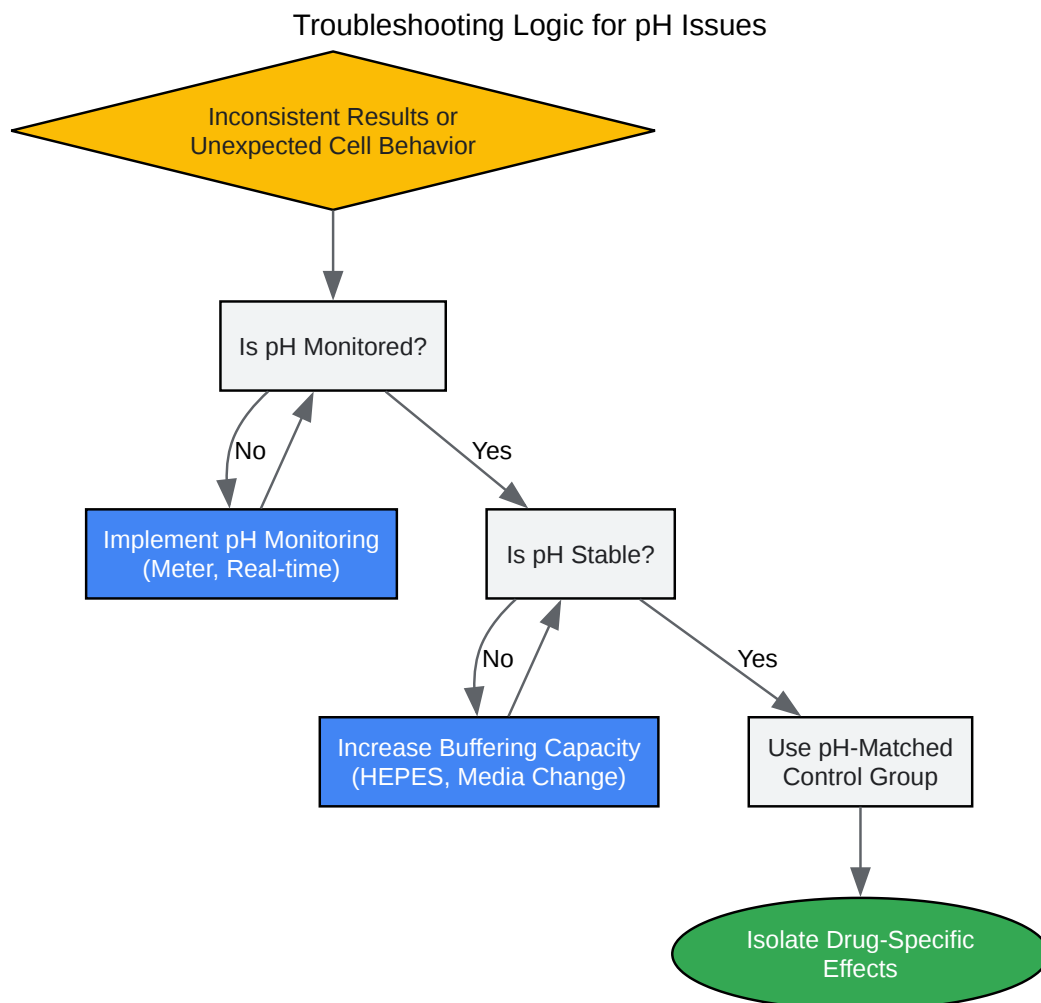 Troubleshooting Logic for pH Issues
Inconsistent Results or
Unexpected Cell Behavior
Is pH Monitored?
No
Yes
Implement pH Monitoring
(Meter, Real-time)
Is pH Stable?
No
Yes
Increase Buffering Capacity
(HEPES, Media Change)
Use pH-Matched
Control Group
Isolate Drug-Specific
Effects